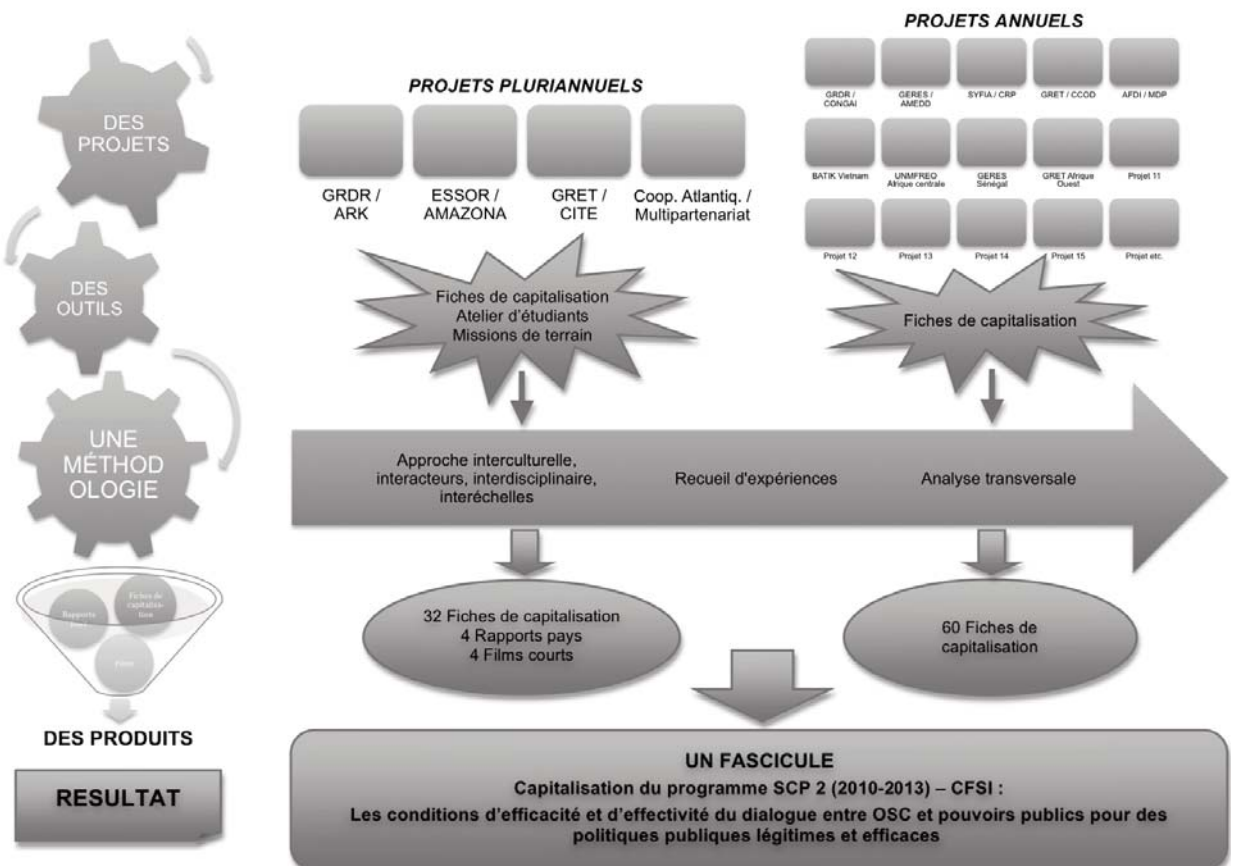 PROJETS ANNUELS
PROJETS PLURIANNUELS
DES
PROJETS
GRDR /
CONGAI
GERES /
AMEDD
SYFIA / CRP
GRET / CCOD
AFDI / MDP
BATIK Vietnam
UNMFREO
Afrique centrale
GERES
Sénégal
GRET Afrique
Ouest
Projet 11
Projet 12
Projet 13
Projet 14
Projet 15
Projet etc.
GRDR /
ARK
ESSOR /
AMAZONA
GRET /
CITE
Coop. Atlantiq. /
Multipartenariat
DES
OUTILS
Fiches de capitalisation
Atelier d'étudiants
Missions de terrain
Fiches de capitalisation
UNE
MÉTHOD
OLOGIE
Approche interculturelle,
interacteurs, interdisciplinaire,
interéchelles
Recueil d'expériences
Analyse transversale
Fiches de
capitalisa-
tion
Rapports
Films
32 Fiches de capitalisation
4 Rapports pays
4 Films courts
60 Fiches de
capitalisation
DES PRODUITS
RESULTAT
UN FASCICULE
Capitalisation du programme SCP 2 (2010-2013) – CFSI :
Les conditions d'efficacité et d'effectivité du dialogue entre OSC et pouvoirs publics pour des
politiques publiques légitimes et efficaces